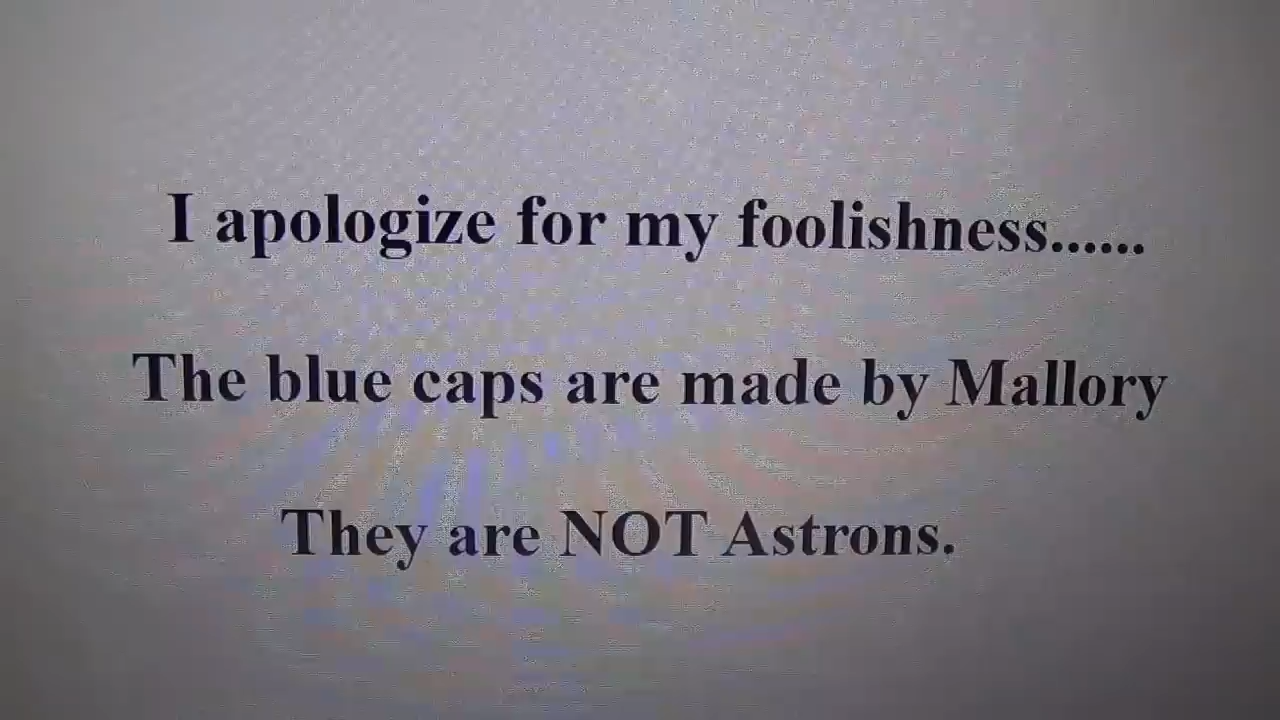 I apologize for my foolishness......
The blue caps are made by Mallory
They are NOT Astrons.